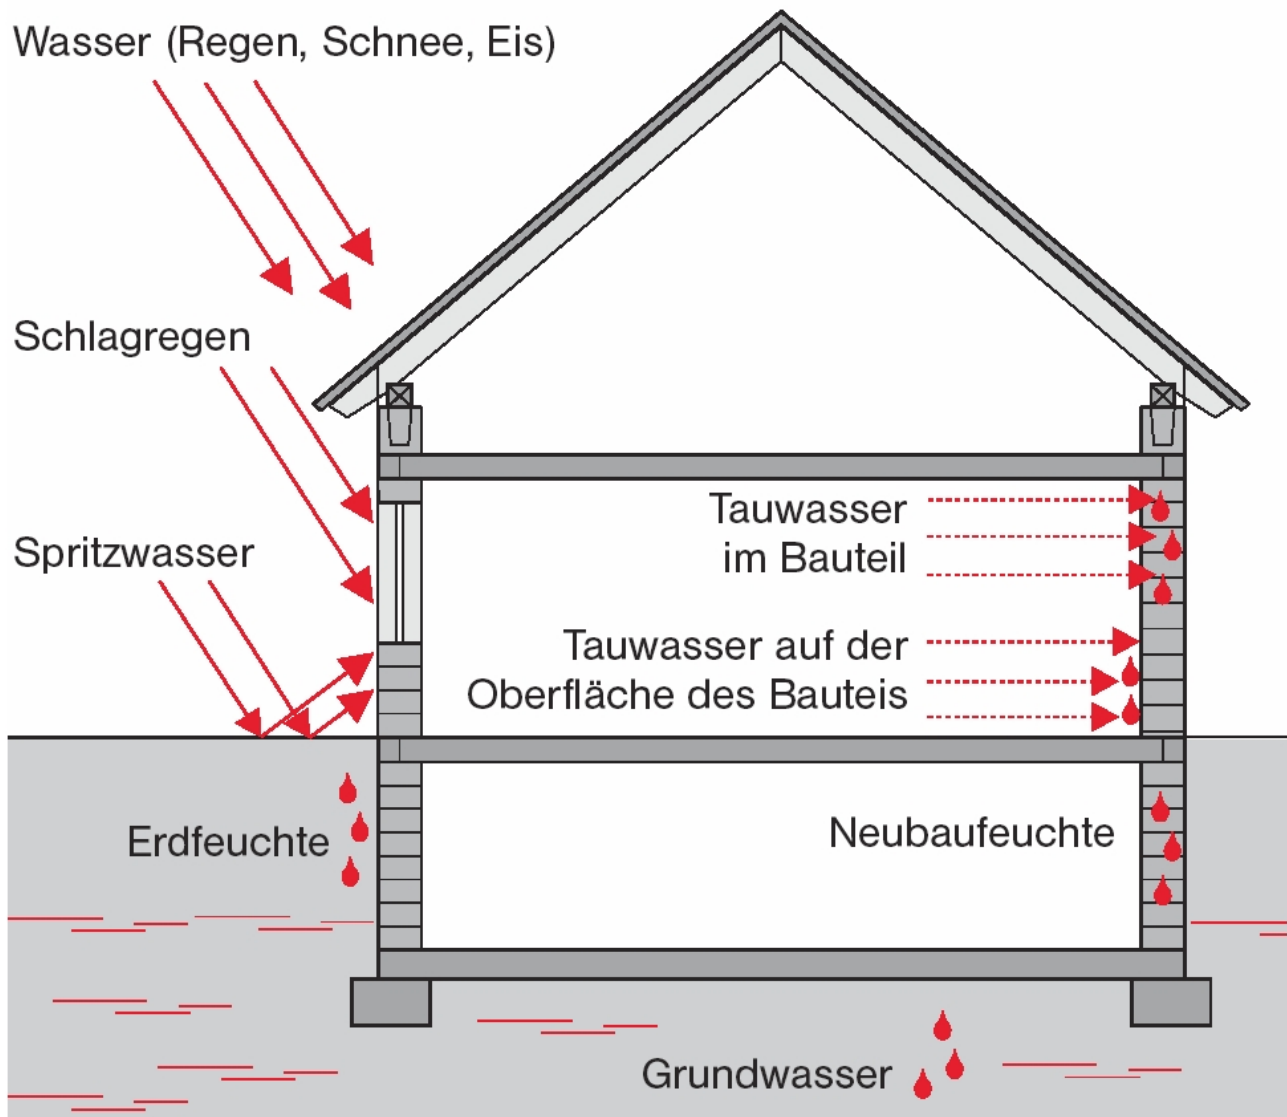 Wasser (Regen, Schnee, Eis)
Schlagregen
Spritzwasser
Tauwasser
im Bauteil
Tauwasser auf der
Oberfläche des Bauteis
Erdfeuchte
Neubaufeuchte
Grundwasser